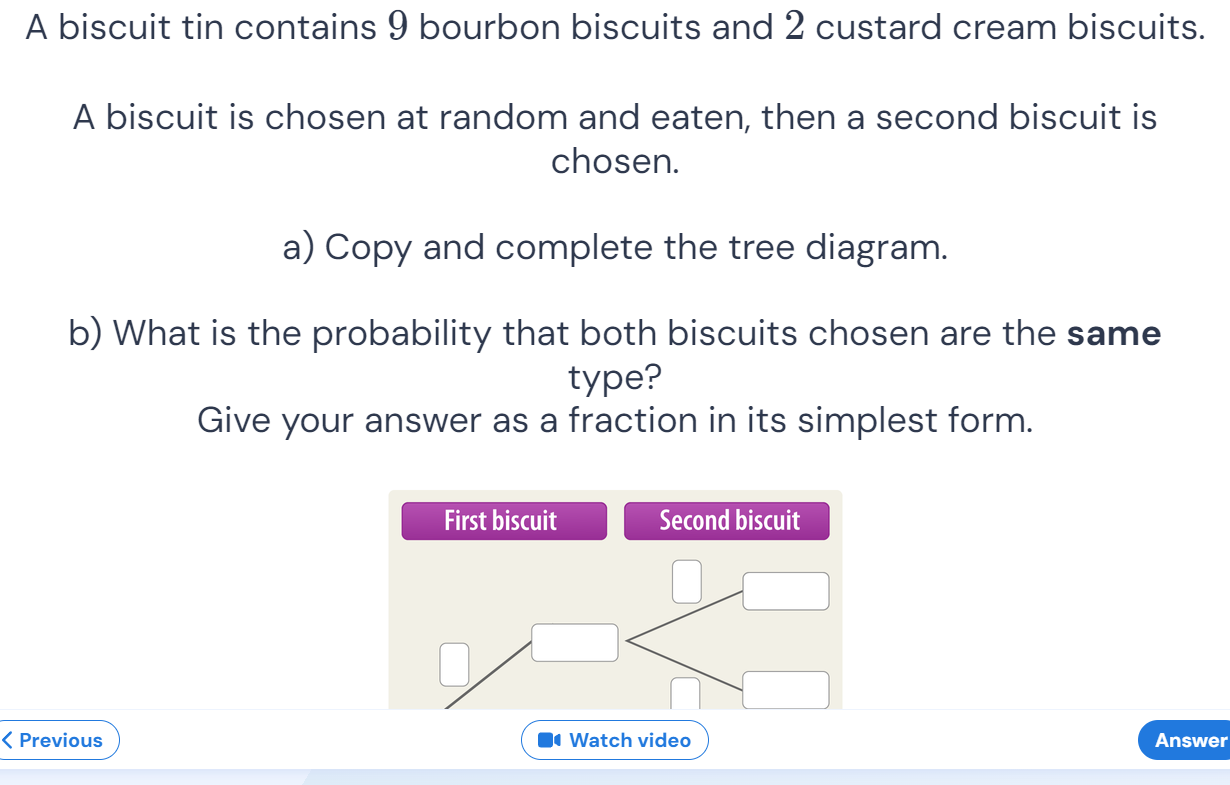 A biscuit tin contains 9 bourbon biscuits and 2 custard cream biscuits.
A biscuit is chosen at random and eaten, then a second biscuit is
chosen.
a) Copy and complete the tree diagram.
b) What is the probability that both biscuits chosen are the same
type?
Give your answer as a fraction in its simplest form.
First biscuit
Second biscuit
Previous
Watch video
Answer